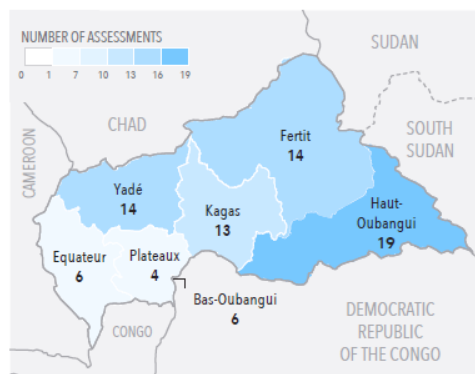 NUMBER OF ASSESSMENTS
0 1 7 10 13 16 19
SUDAN
CHAD
CAMEROON
SOUTH
SUDAN
Fertit
14
Yadé
14
Kagas
13
Haut-
Oubangui
19
Equateur
6
Plateaux
4
Bas-Oubangui
6
CONGO
DEMOCRATIC
REPUBLIC
OF THE CONGO